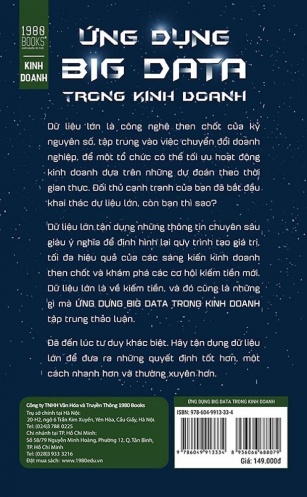 1980
BOOKS
KINH
DOANH
ỨNG DỤNG
BIG DATA
TRONG KINH DOANH
Dữ liệu lớn là công nghệ then chốt của kỷ
nguyên số, tập trung vào việc chuyển đổi doanh
nghiệp, để một tổ chức có thể tối ưu hoạt động
kinh doanh dựa trên những dự đoán theo thời
gian thực. Đối thủ cạnh tranh của bạn đã bắt đầu
khai thác dữ liệu lớn, còn bạn thì sao?
Dữ liệu lớn tận dụng những thông tin chuyên sâu
giàu ý nghĩa để định hình lại quy trình tạo giá trị,
tối đa hiệu quả của các sáng kiến kinh doanh
then chốt và khám phá các cơ hội kiếm tiền mới.
Dữ liệu lớn là về kiếm tiền, và đó cũng là những
gì mà ỨNG DỤNG BIG DATA TRONG KINH DOANH
tập trung thảo luận.
Đã đến lúc tư duy khác biệt. Hãy tận dụng dữ liệu
lớn để đưa ra những quyết định tốt hơn, một
cách nhanh hơn và thường xuyên hơn.
Công ty TNHH Văn Hóa và Truyền Thông 1980 Books
Trụ sở chính tại Hà Nội:
20-H2, ngõ 6 Trần Kim Xuyến, Yên Hòa, Cầu Giấy, Hà Nội.
Tel: (024) 3788 0225
Chi nhánh tại TP. Hồ Chí Minh:
Số 58/79 Nguyễn Minh Hoàng, Phường 12, Q. Tân Bình,
TP. Hồ Chí Minh.
Tel: (028) 933 3216
Đặt mua sách: www.1980edu.vn
ỨNG DỤNG BIG DATA TRONG KINH DOANH
ISBN: 978-604-9913-33-4
9 786049 913334
8 936066 688079
Giá: 149.000đ